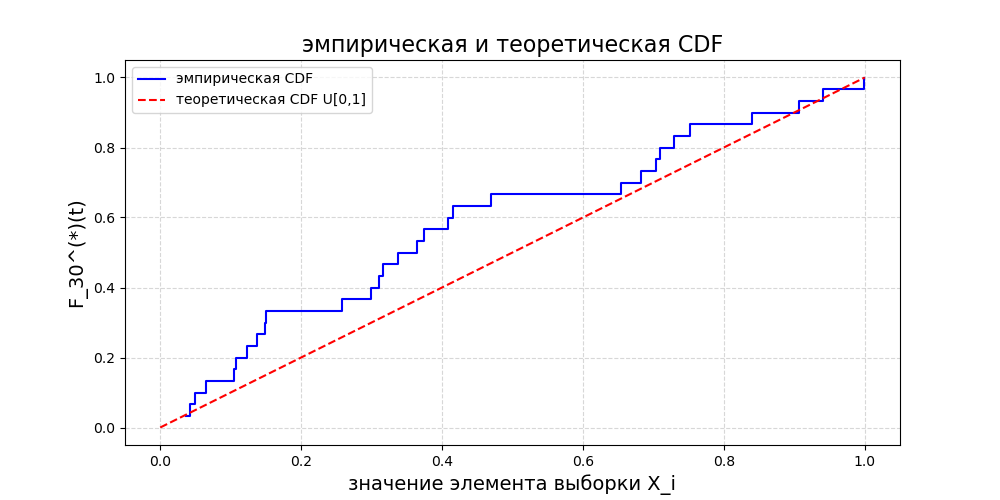 эмпирическая и теоретическая CDF
эмпирическая CDF
теоретическая CDF U[0,1]
F_30^(*)(t)
1.0
0.8
0.6
0.4
0.2
0.0
0.0 0.2 0.4 0.6 0.8 1.0
значение элемента выборки X_i